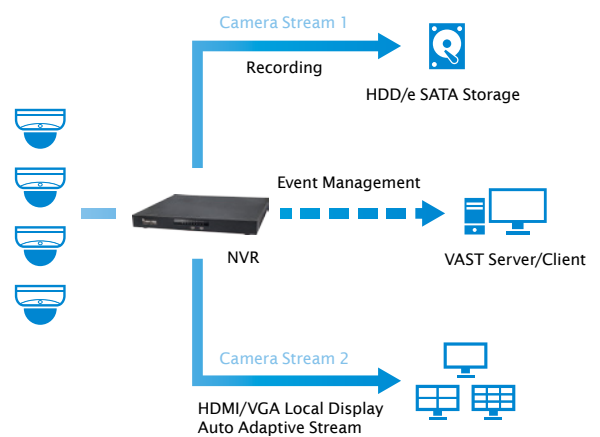 Camera Stream 1
Recording
HDD/e SATA Storage
Event Management
NVR
VAST Server/Client
Camera Stream 2
HDMI/VGA Local Display
Auto Adaptive Stream